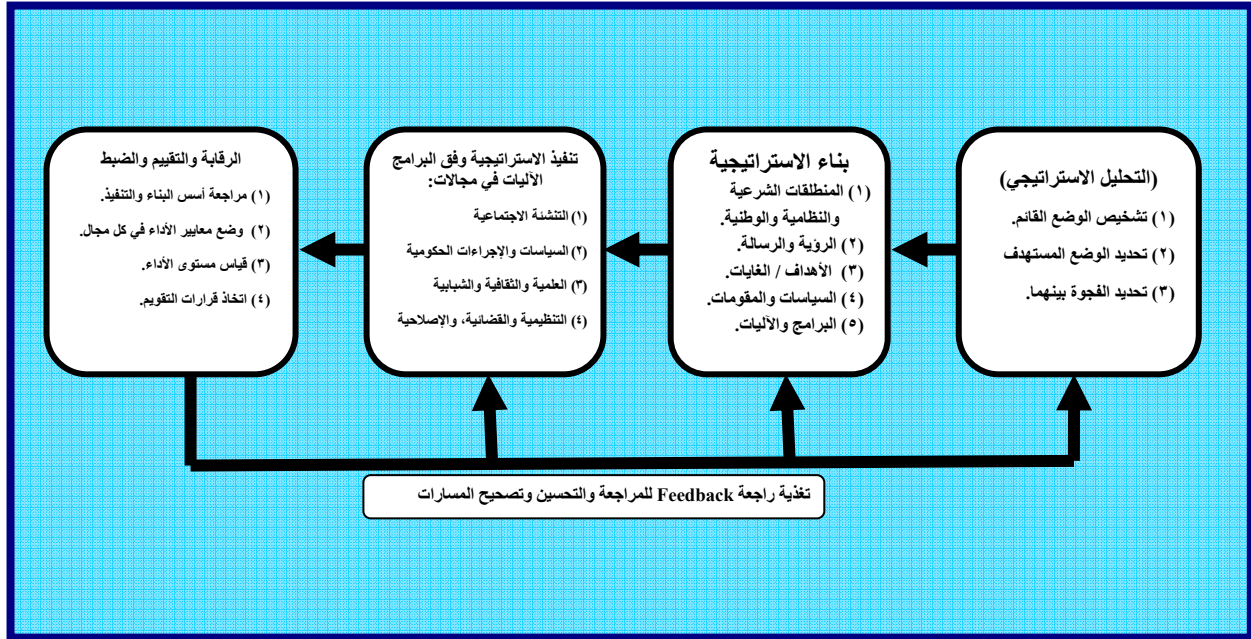 (التحليل الاستراتيجي)
(١) تشخيص الوضع القائم.
(٢) تحديد الوضع المستهدف
(٣) تحديد الفجوة بينهما.
بناء الاستراتيجية
(١) المنطلقات الشرعية
والنظامية والوطنية.
(٢) الرؤية والرسالة.
(٣) الأهداف / الغايات.
(٤) السياسات والمقومات.
(٥) البرامج والآليات.
تنفيذ الاستراتيجية وفق البرامج
الآليات في مجالات:
(١) التنشئة الاجتماعية
(٢) السياسات والإجراءات الحكومية
(٣) العلمية والثقافية والشبابية
(٤) التنظيمية والقضائية، والإصلاحية
الرقابة والتقييم والضبط
(١) مراجعة أسس البناء والتنفيذ.
(٢) وضع معايير الأداء في كل مجال.
(٣) قياس مستوى الأداء.
(٤) اتخاذ قرارات التقويم.
تغذية راجعة Feedback للمراجعة والتحسين وتصحيح المسارات